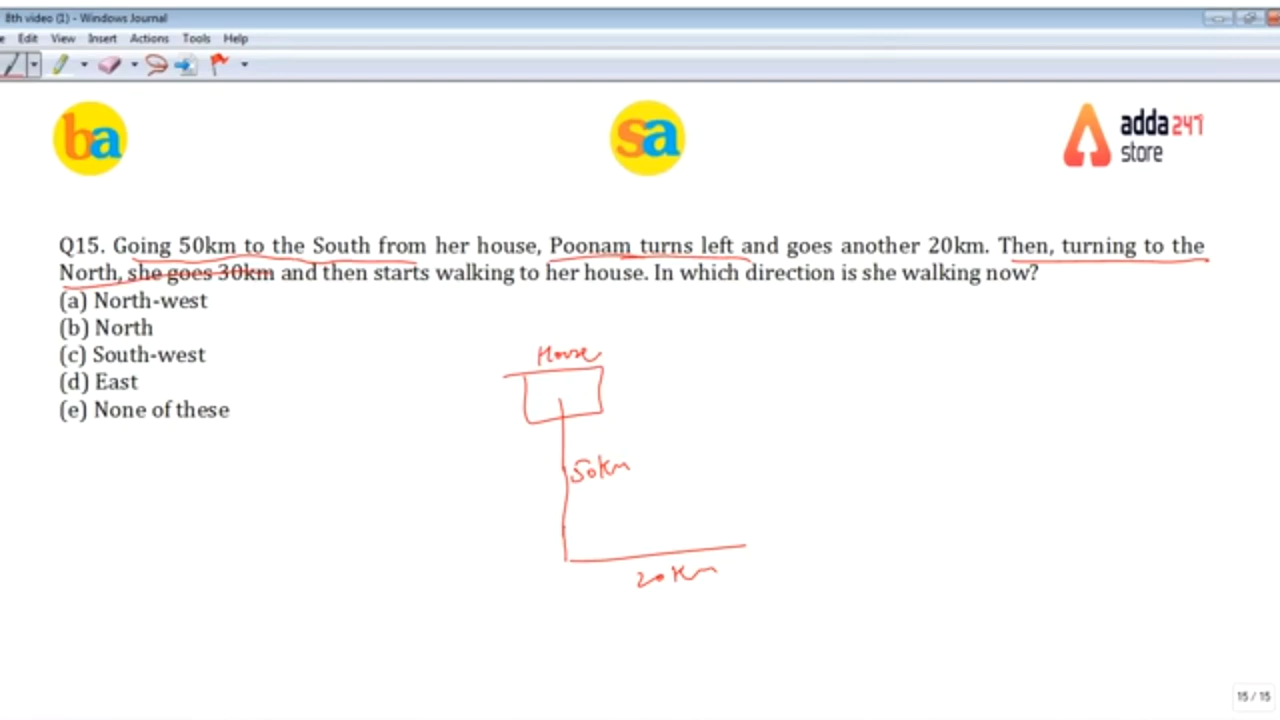 8th video (1) - Windows Journal
e Edit View Insert Actions Tools Help
ba
sa
adda247
store
Q15. Going 50km to the South from her house, Poonam turns left and goes another 20km. Then, turning to the
North, she goes 30km and then starts walking to her house. In which direction is she walking now?
(a) North-west
(b) North
(c) South-west
(d) East
(e) None of these
House
50km
20km
15 / 15